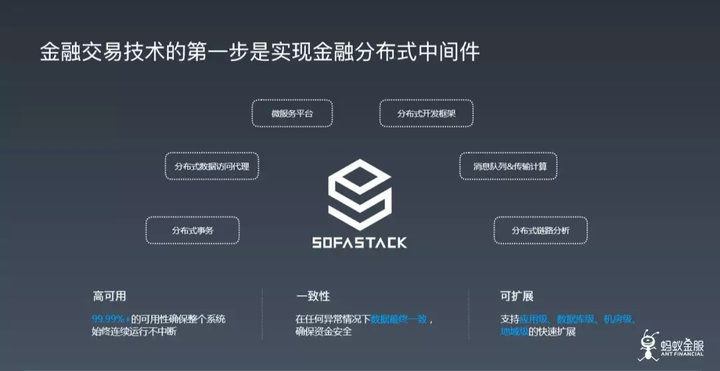 金融交易技术的第一步是实现金融分布式中间件
微服务平台
分布式开发框架
分布式数据访问代理
消息队列&传输计算
分布式事务
分布式链路分析
SOFASTACK
高可用
99.99%+的可用性确保整个系统
始终连续运行不中断
一致性
在任何异常情况下数据最终一致，
确保资金安全
可扩展
支持应用级、数据库级、机房级、
地域级的快速扩展
蚂蚁金服
ANT FINANCIAL